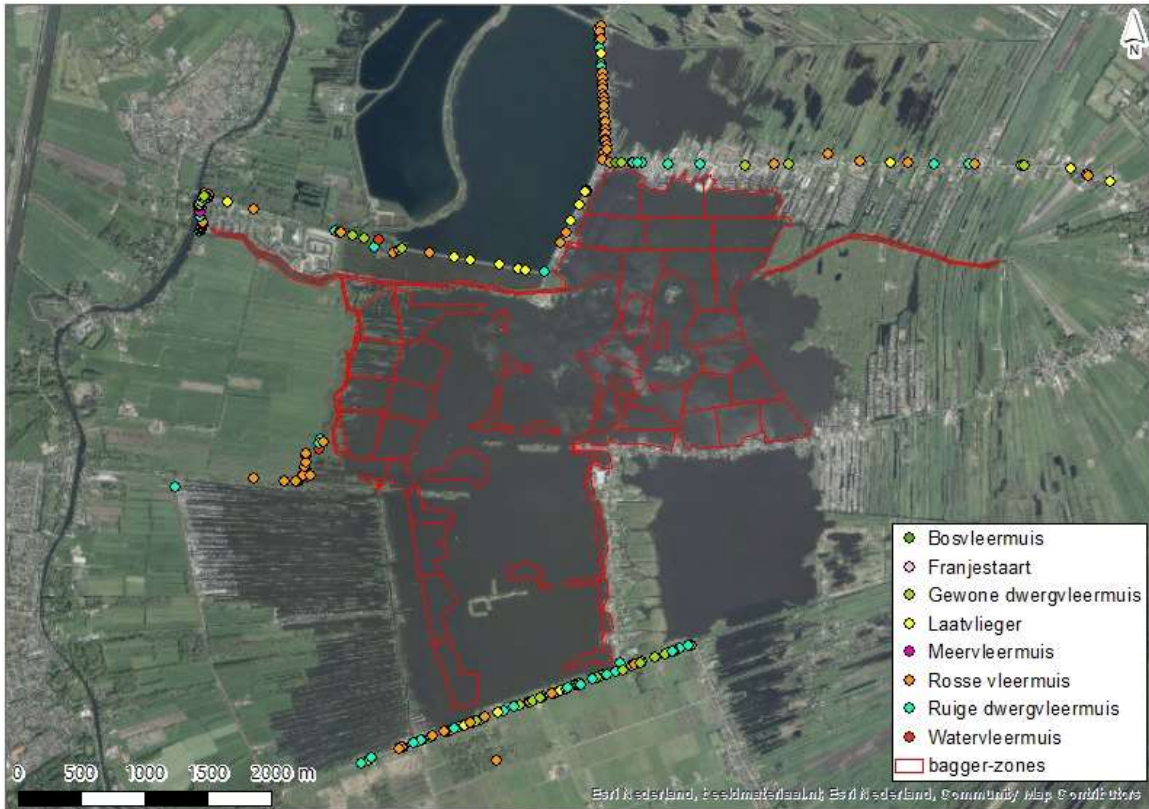 N
Bosvleermuis
Franjestaart
Gewone dwergvleermuis
Laatvlieger
Meervleermuis
Rosse vleermuis
Ruige dwergvleermuis
Watervleermuis
bagger-zones
0 500 1000 1500 2000 m
Esri Nederland, beeldmateriaal.nl; Esri Nederland, Community Map Contributors